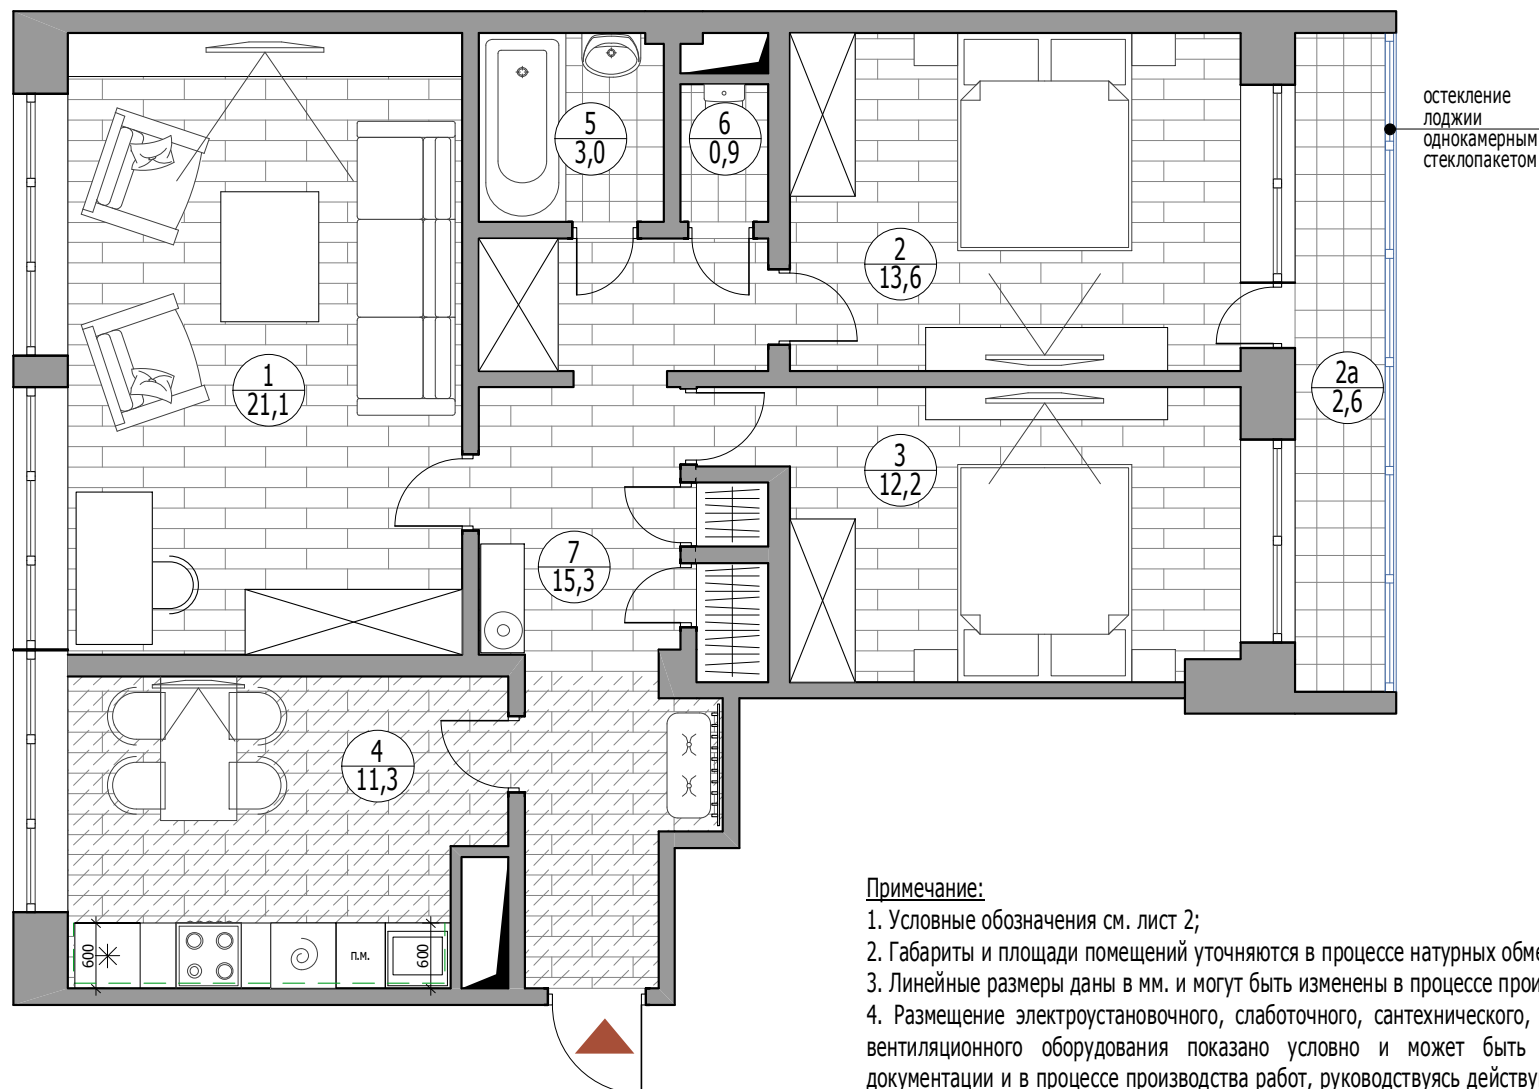 остекление
лоджии
однокамерным
стеклопакетом
5
3,0
6
0,9
2
13,6
1
21,1
2а
2,6
3
12,2
7
15,3
4
11,3
600
п.м.
600
Примечание:
1. Условные обозначения см. лист 2;
2. Габариты и площади помещений уточняются в процессе натурных
3. Линейные размеры даны в мм. и могут быть изменены в процессе
4. Размещение электроустановочного, слаботочного, сантехнического,
вентиляционного оборудования показано условно и может быть
документации и в процессе производства работ, руководствуясь